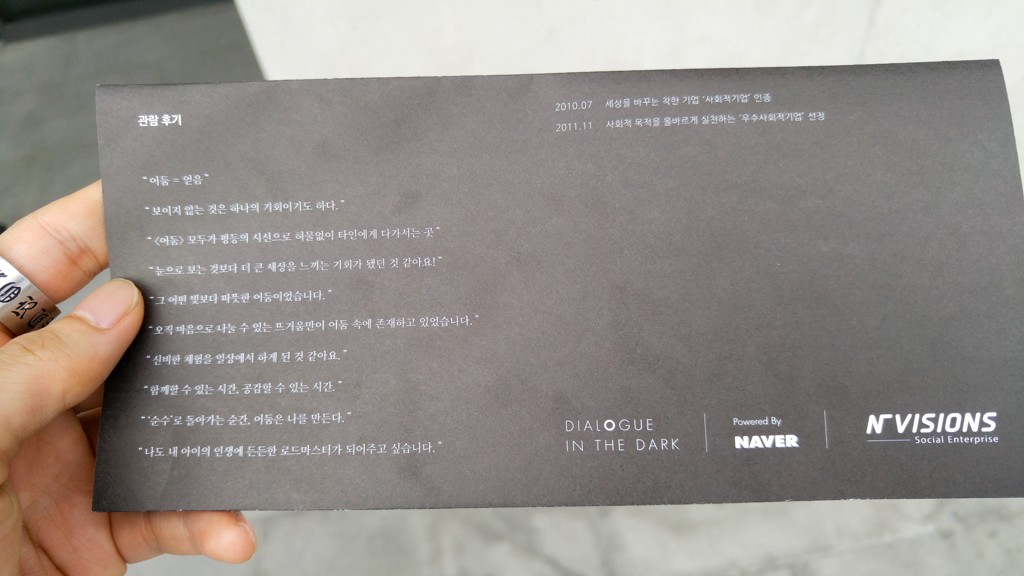 관람 후기
"어둠 = 얻음"
"보이지 않는 것은 하나의 기회이기도 하다."
"《어둠》 모두가 평등의 시선으로 허물없이 타인에게 다가서는 곳"
"눈으로 보는 것보다 더 큰 세상을 느끼는 기회가 됐던 것 같아요!"
"그 어떤 빛보다 따뜻한 어둠이었습니다."
"오직 마음으로 나눌 수 있는 뜨거움만이 어둠 속에 존재하고 있었습니다."
"신비한 체험을 일상에서 하게 된 것 같아요."
"함께할 수 있는 시간, 공감할 수 있는 시간."
"'순수'로 돌아가는 순간, 어둠은 나를 만든다."
"나도 내 아이의 인생에 든든한 로드마스터가 되어주고 싶습니다."
2010.07 세상을 바꾸는 착한 기업 '사회적기업' 인증
2011.11 사회적 목적을 올바르게 실천하는 '우수사회적기업' 선정
DIALOGUE
IN THE DARK
Powered By
NAVER
NVISIONS
Social Enterprise